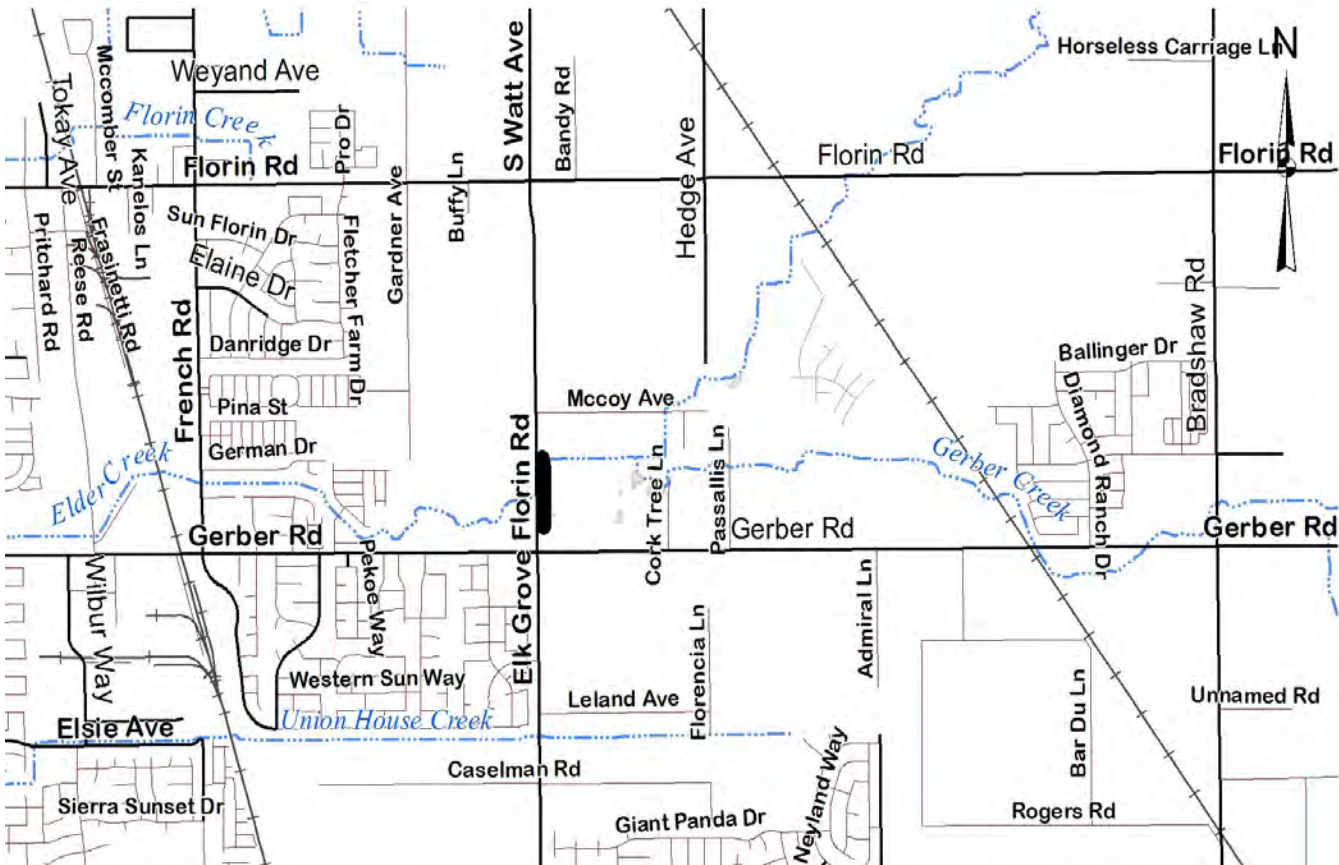 Horseless Carriage Ln
N
Weyand Ave
Mccomber St
Tokay Ave
Florin Creek
Kanelos Ln
Florin Rd
Pro Dr
Gardner Ave
Buffy Ln
S Watt Ave
Bandy Rd
Hedge Ave
Florin Rd
Florin Rd
Pritchard Rd
Reese Rd
Frasinetti Rd
Sun Florin Dr
Elaine Dr
Fletcher Farm Dr
French Rd
Danridge Dr
Pina St
German Dr
Mccoy Ave
Ballinger Dr
Bradshaw Rd
Diamond Ranch Dr
Elder Creek
Gerber Rd
Elk Grove Florin Rd
Cork Tree Ln
Passallis Ln
Gerber Rd
Gerber Creek
Gerber Rd
Wilbur Way
Pekoe Way
Western Sun Way
Florencia Ln
Admiral Ln
Leland Ave
Union House Creek
Elsie Ave
Bar Du Ln
Unnamed Rd
Caselman Rd
Sierra Sunset Dr
Giant Panda Dr
Neyland Way
Rogers Rd